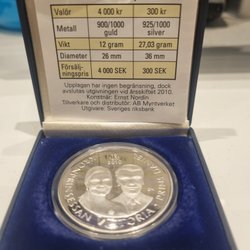 Valör 4 000 kr 300 kr
Metall 900/1000 guld 925/1000 silver
Vikt 12 gram 27,03 gram
Diameter 26 mm 36 mm
Försälj-ningspris 4 000 SEK 300 SEK
Upplagan har ingen begränsning, dock
avslutas utgivningen vid årsskiftet 2010.
Konstnär: Ernst Nordin
Tillverkare och distributör: AB Myntverket
Utgivare: Sveriges riksbank
2010
VICTORIA